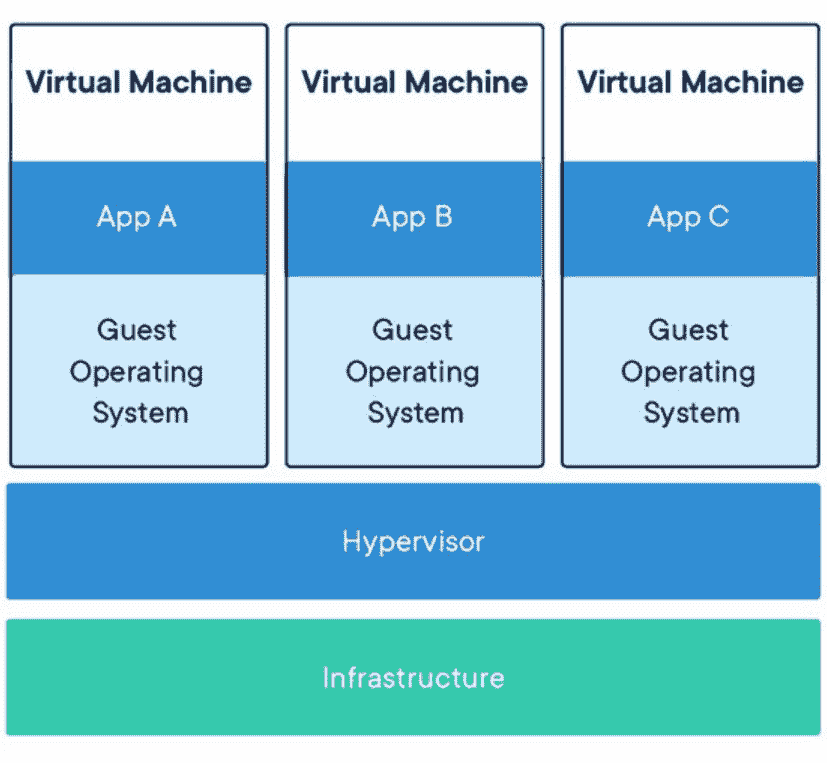 Virtual Machine
Virtual Machine
Virtual Machine
App A
App B
App C
Guest
Operating
System
Guest
Operating
System
Guest
Operating
System
Hypervisor
Infrastructure